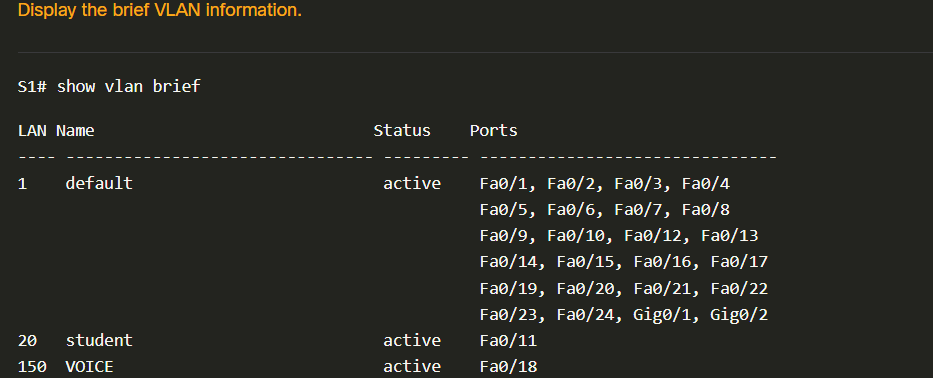 Display the brief VLAN information.
S1# show vlan brief
LAN Name                             Status    Ports
---- -------------------------------- --------- -------------------------------
1    default                          active    Fa0/1, Fa0/2, Fa0/3, Fa0/4
                                                Fa0/5, Fa0/6, Fa0/7, Fa0/8
                                                Fa0/9, Fa0/10, Fa0/12, Fa0/13
                                                Fa0/14, Fa0/15, Fa0/16, Fa0/17
                                                Fa0/19, Fa0/20, Fa0/21, Fa0/22
                                                Fa0/23, Fa0/24, Gig0/1, Gig0/2
20   student                          active    Fa0/11
150  VOICE                            active    Fa0/18